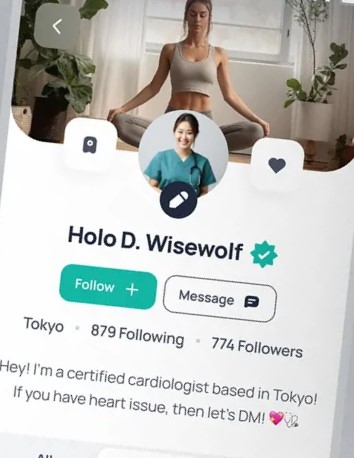 Holo D. Wisewolf
Follow
Message
Tokyo • 879 Following • 774 Followers
Hey! I'm a certified cardiologist based in Tokyo!
If you have heart issue, then let's DM! 💖🩺